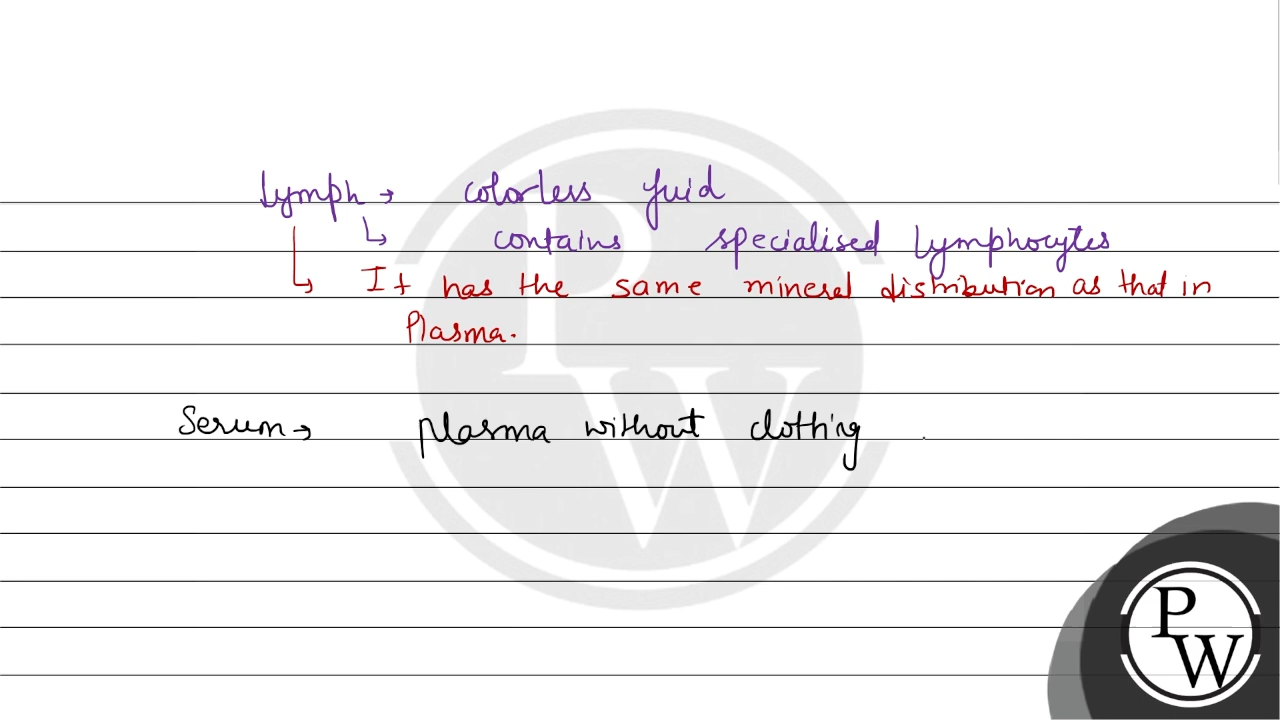 Lymph → colorless fuid
↳ contains specialised lymphocytes
↳ It has the same mineral distribution as that in
Plasma.
Serum → plasma without clothing
P
W
P
W